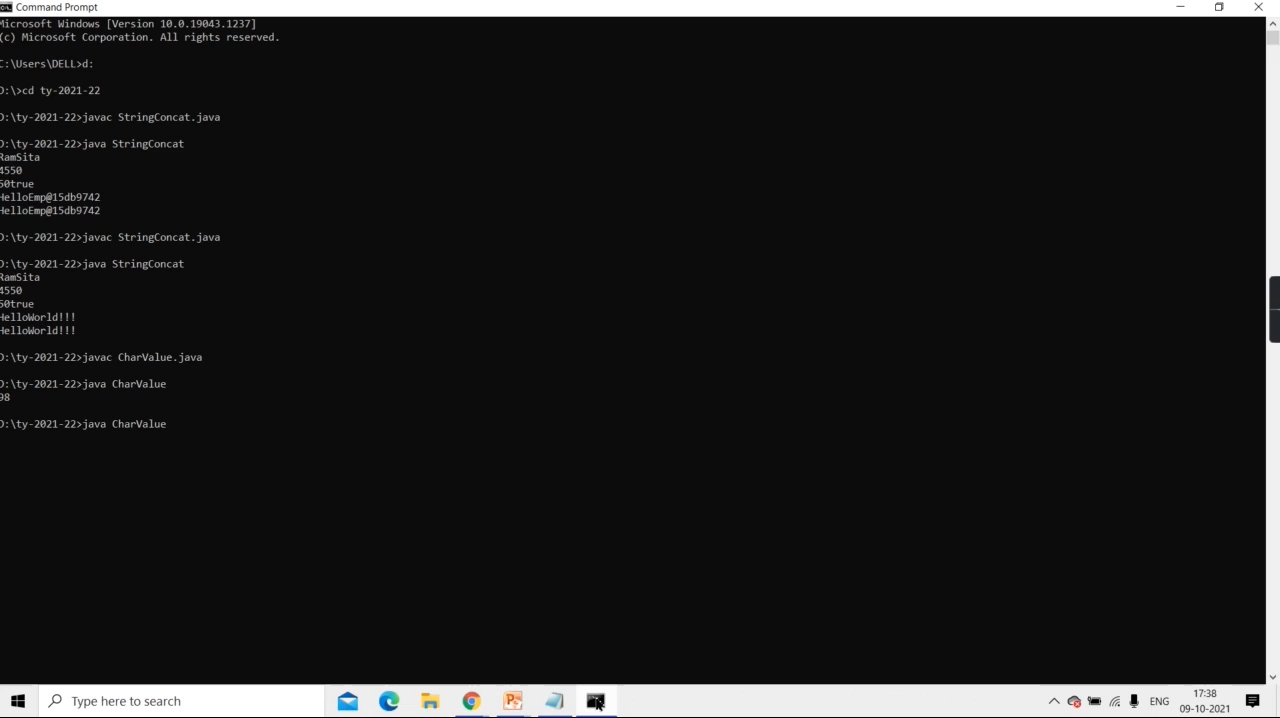 Command Prompt
Microsoft Windows [Version 10.0.19043.1237]
(c) Microsoft Corporation. All rights reserved.
C:\Users\DELL>d:
D:\>cd ty-2021-22
D:\ty-2021-22>javac StringConcat.java
D:\ty-2021-22>java StringConcat
RamSita
4550
50true
HelloEmp@15db9742
HelloEmp@15db9742
D:\ty-2021-22>javac StringConcat.java
D:\ty-2021-22>java StringConcat
RamSita
4550
50true
HelloWorld!!!
HelloWorld!!!
D:\ty-2021-22>javac CharValue.java
D:\ty-2021-22>java CharValue
98
D:\ty-2021-22>java CharValue
Type here to search
ENG
17:38
09-10-2021